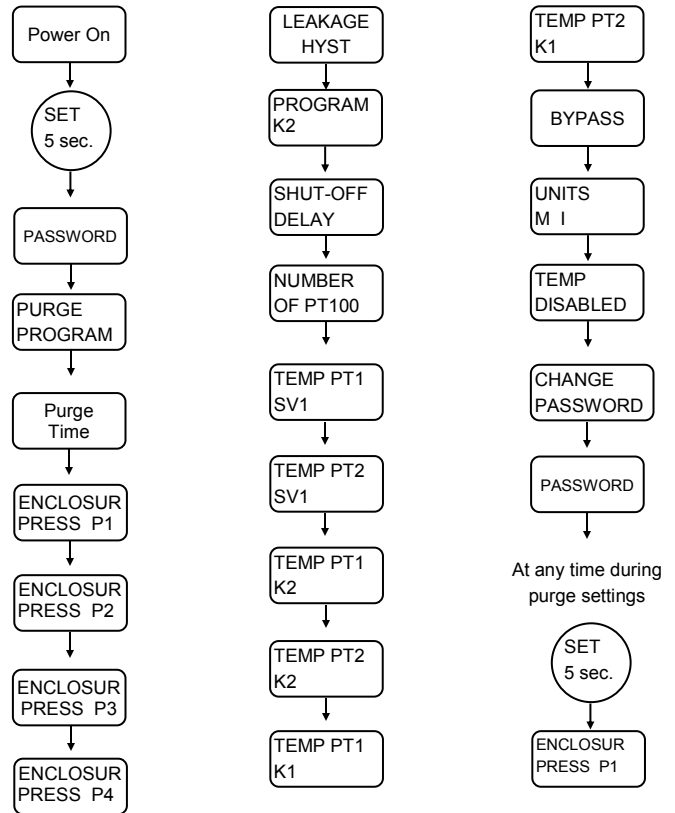 Power On
SET
5 sec.
PASSWORD
PURGE
PROGRAM
Purge
Time
ENCLOSUR
PRESS P1
ENCLOSUR
PRESS P2
ENCLOSUR
PRESS P3
ENCLOSUR
PRESS P4
LEAKAGE
HYST
PROGRAM
K2
SHUT-OFF
DELAY
NUMBER
OF PT100
TEMP PT1
SV1
TEMP PT2
SV1
TEMP PT1
K2
TEMP PT2
K2
TEMP PT1
K1
TEMP PT2
K1
BYPASS
UNITS
M I
TEMP
DISABLED
CHANGE
PASSWORD
PASSWORD
At any time during
purge settings
SET
5 sec.
ENCLOSUR
PRESS P1